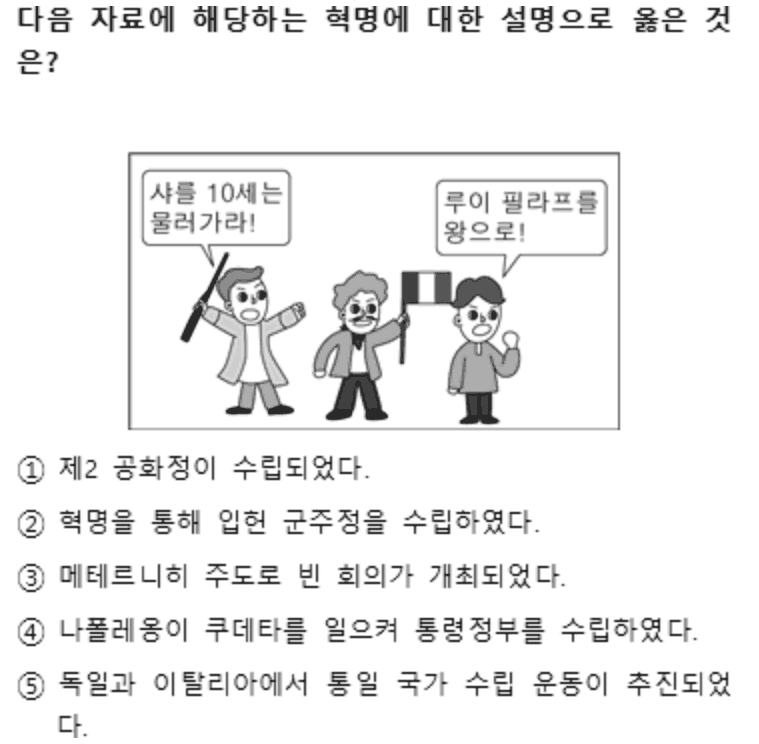 다음 자료에 해당하는 혁명에 대한 설명으로 옳은 것
은?
샤를 10세는
물러가라!
루이 필라프를
왕으로!
① 제2 공화정이 수립되었다.
② 혁명을 통해 입헌 군주정을 수립하였다.
③ 메테르니히 주도로 빈 회의가 개최되었다.
④ 나폴레옹이 쿠데타를 일으켜 통령정부를 수립하였다.
⑤ 독일과 이탈리아에서 통일 국가 수립 운동이 추진되었
다.